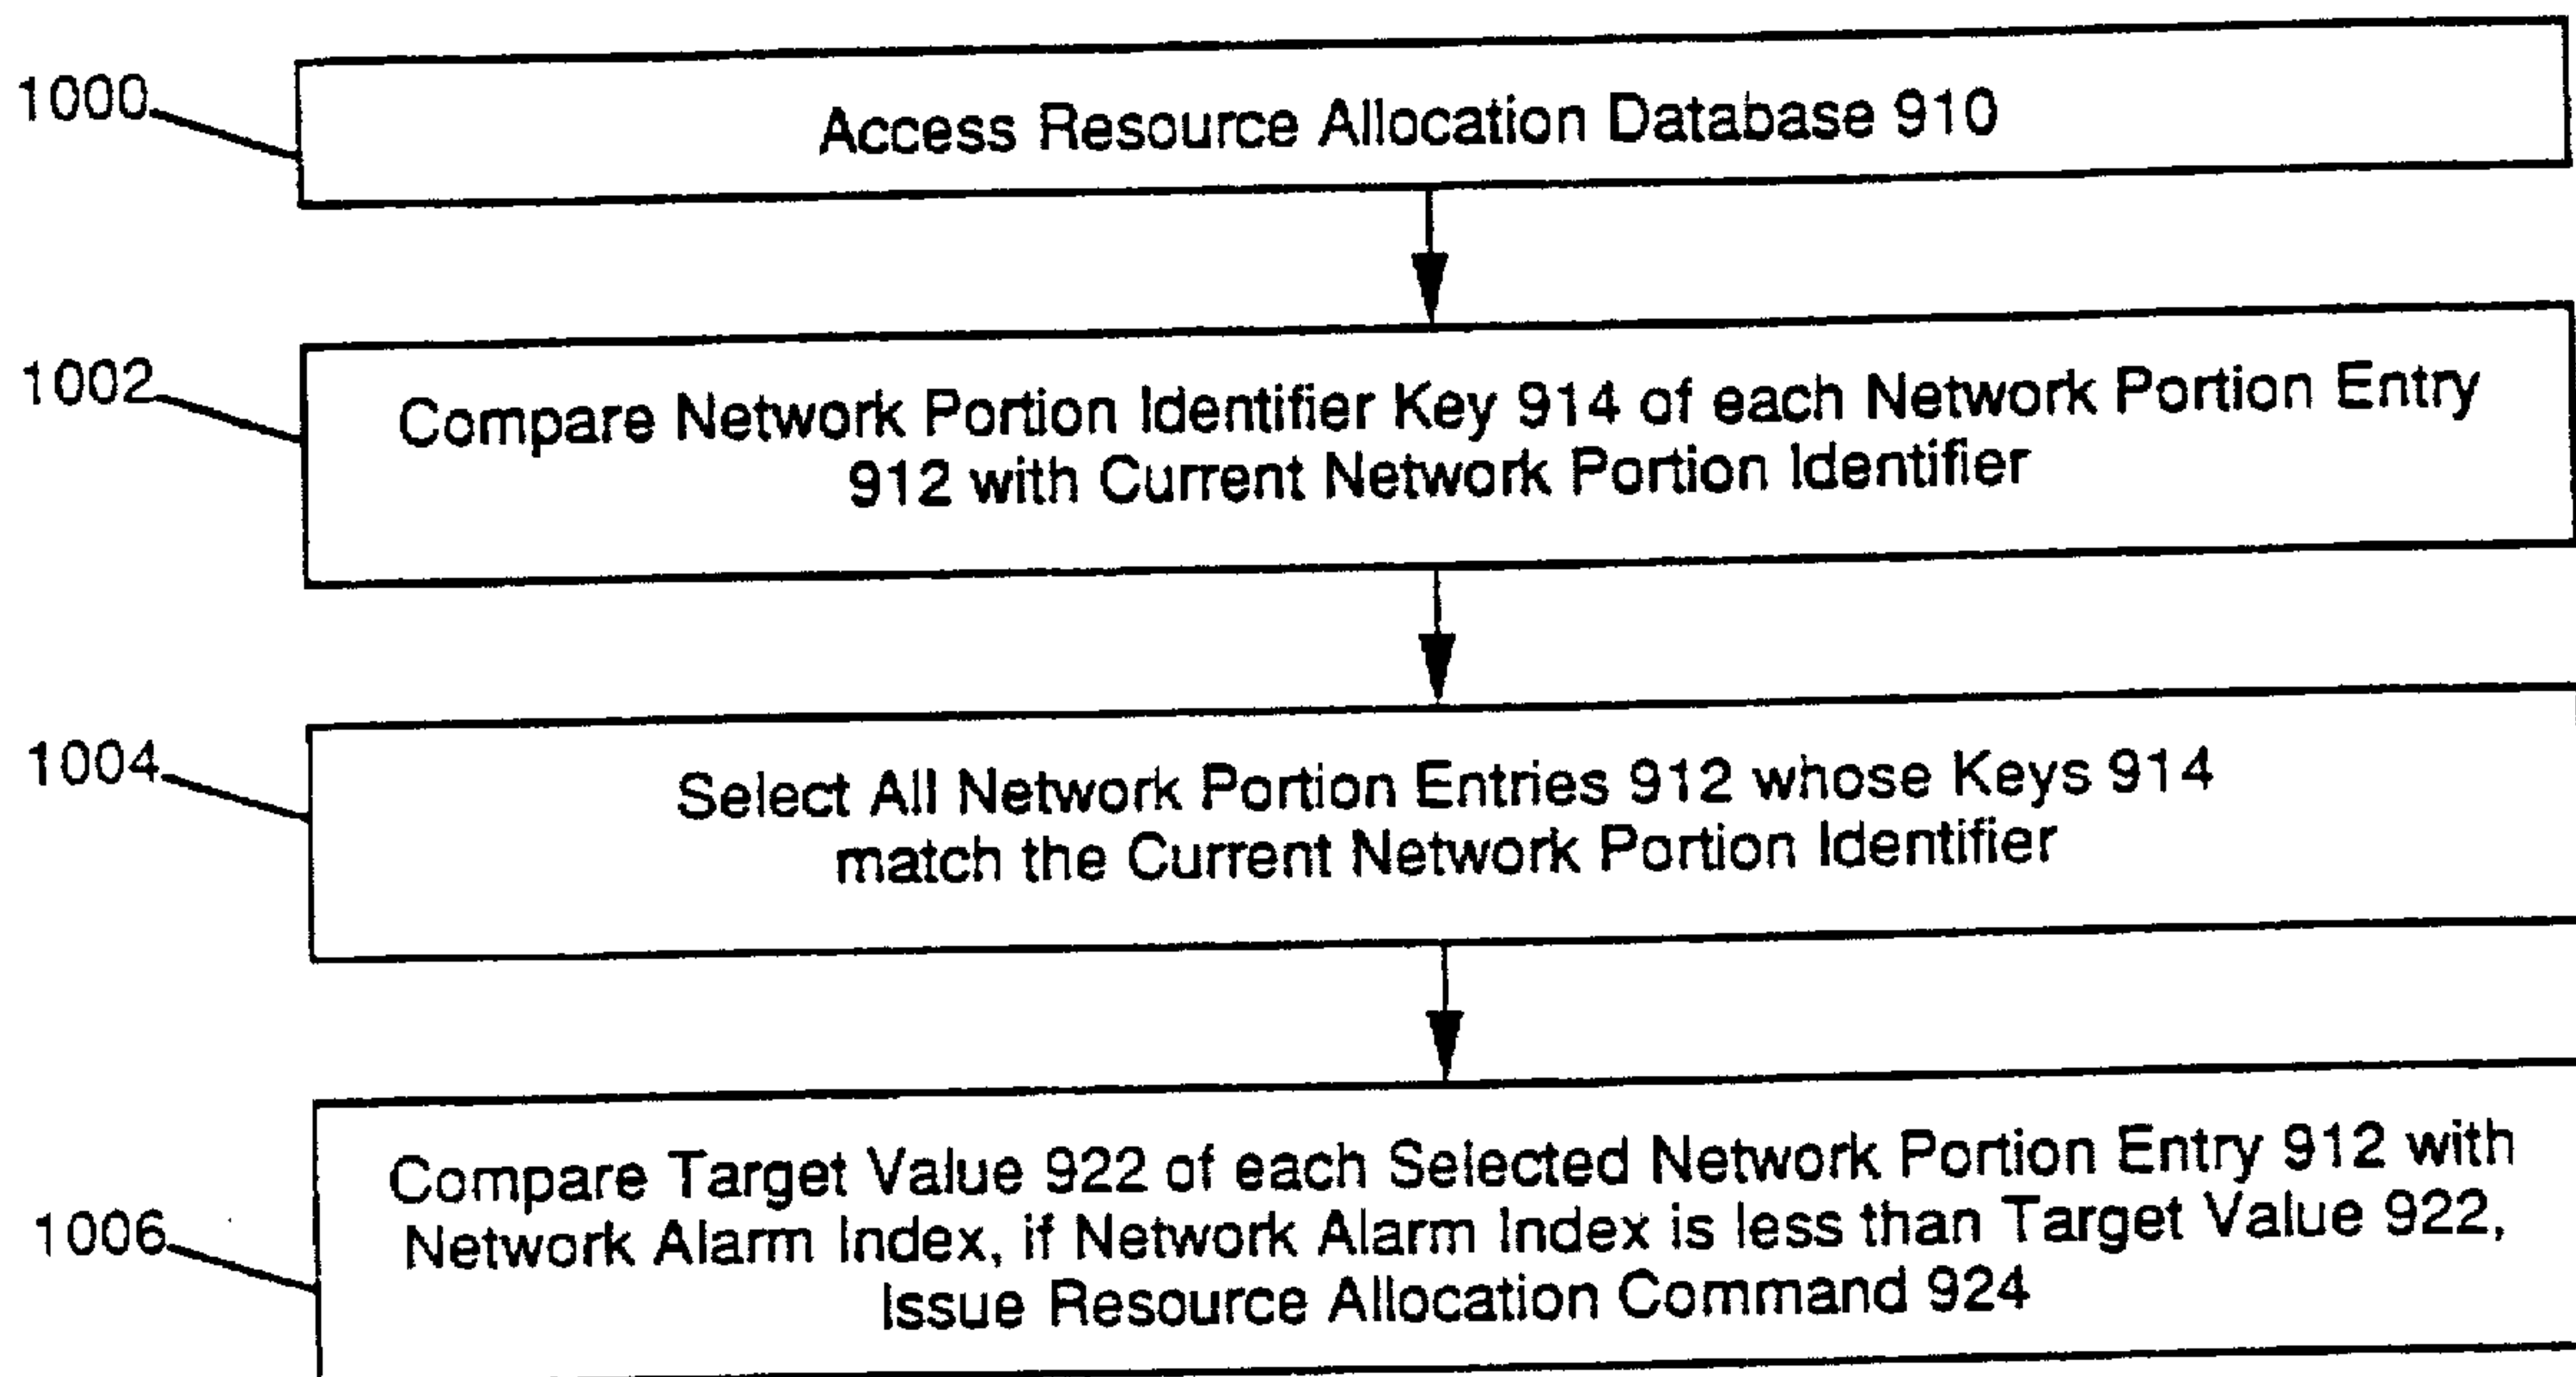 1000
Access Resource Allocation Database 910
1002
Compare Network Portion Identifier Key 914 of each Network Portion Entry
912 with Current Network Portion Identifier
1004
Select All Network Portion Entries 912 whose Keys 914
match the Current Network Portion Identifier
1006
Compare Target Value 922 of each Selected Network Portion Entry 912 with
Network Alarm Index, if Network Alarm Index is less than Target Value 922,
Issue Resource Allocation Command 924